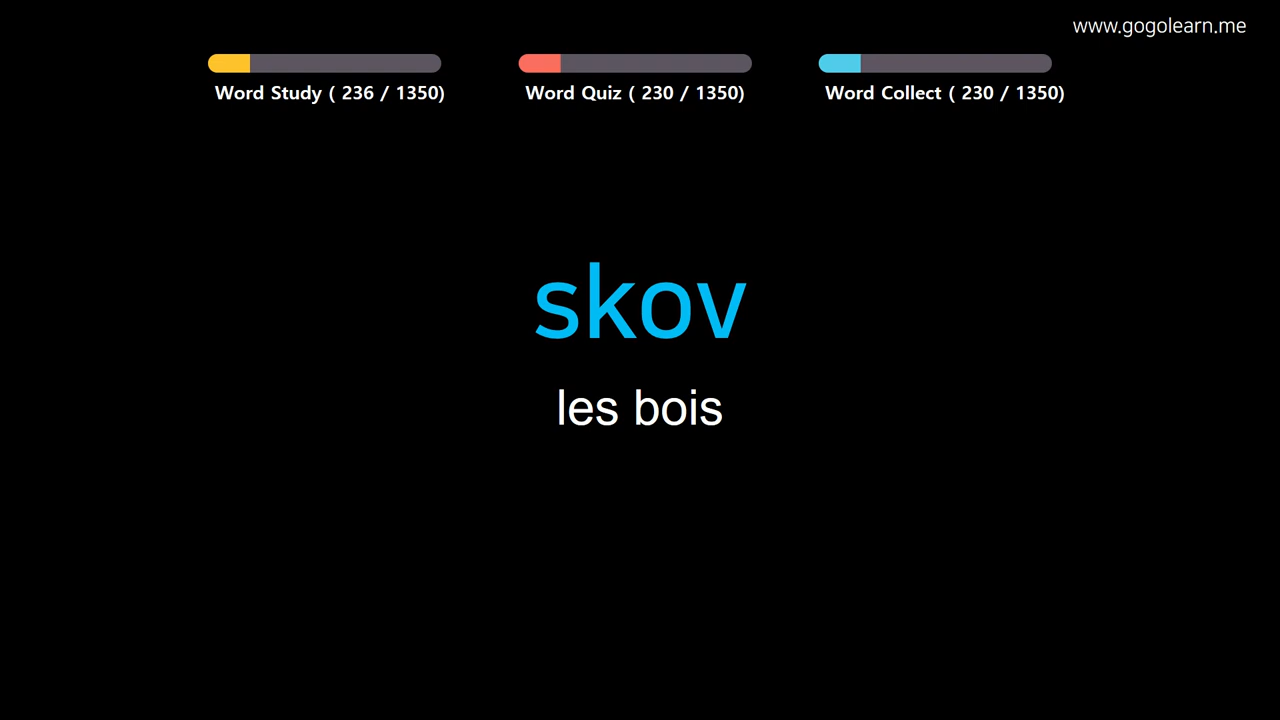 www.gogolearn.me
Word Study ( 236 / 1350)
Word Quiz ( 230 / 1350)
Word Collect ( 230 / 1350)
skov
les bois